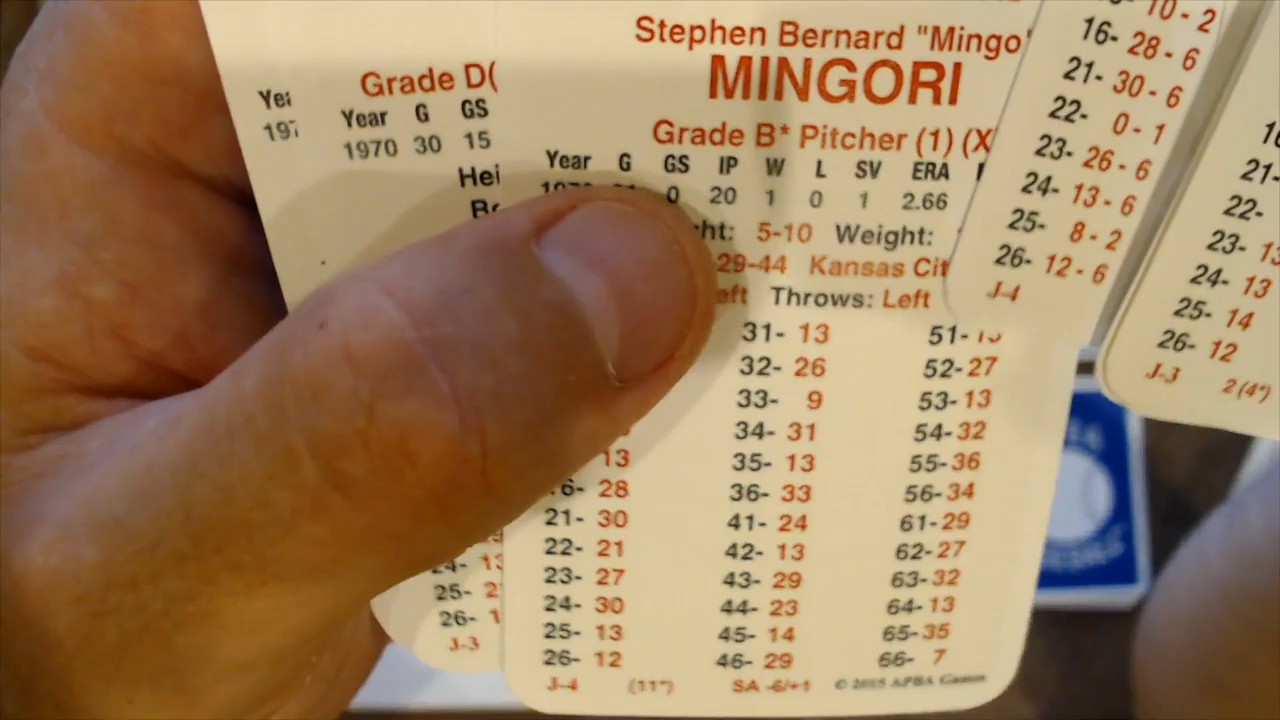 Stephen Bernard "Mingo"
MINGORI
Grade B* Pitcher (1) (X
Year G GS IP W L SV ERA
0 20 1 0 1 2.66
5-10 Weight:
29-44 Kansas Cit
Throws: Left
31- 13 51-
32- 26 52-27
33- 9 53-13
34- 31 54-32
13 35- 13 55-36
28 36- 33 56-34
21- 30 41- 24 61-29
22- 21 42- 13 62-27
23- 27 43- 29 63-32
24- 30 44- 23 64-13
25- 13 45- 14 65-35
26- 12 46- 29 66- 7
J-4 (11*) SA -6/+1 © 2015 APBA Games
Grade D(
Year G GS
1970 30 15
24- 13
25- 2
26- 1
J-3
10 - 2
16- 28 - 6
21- 30 - 6
22- 0 - 1
23- 26 - 6
24- 13 - 6
25- 8 - 2
26- 12 - 6
J-4
21-
22-
23- 13
24- 13
25- 14
26- 12
J-3 2(4*)